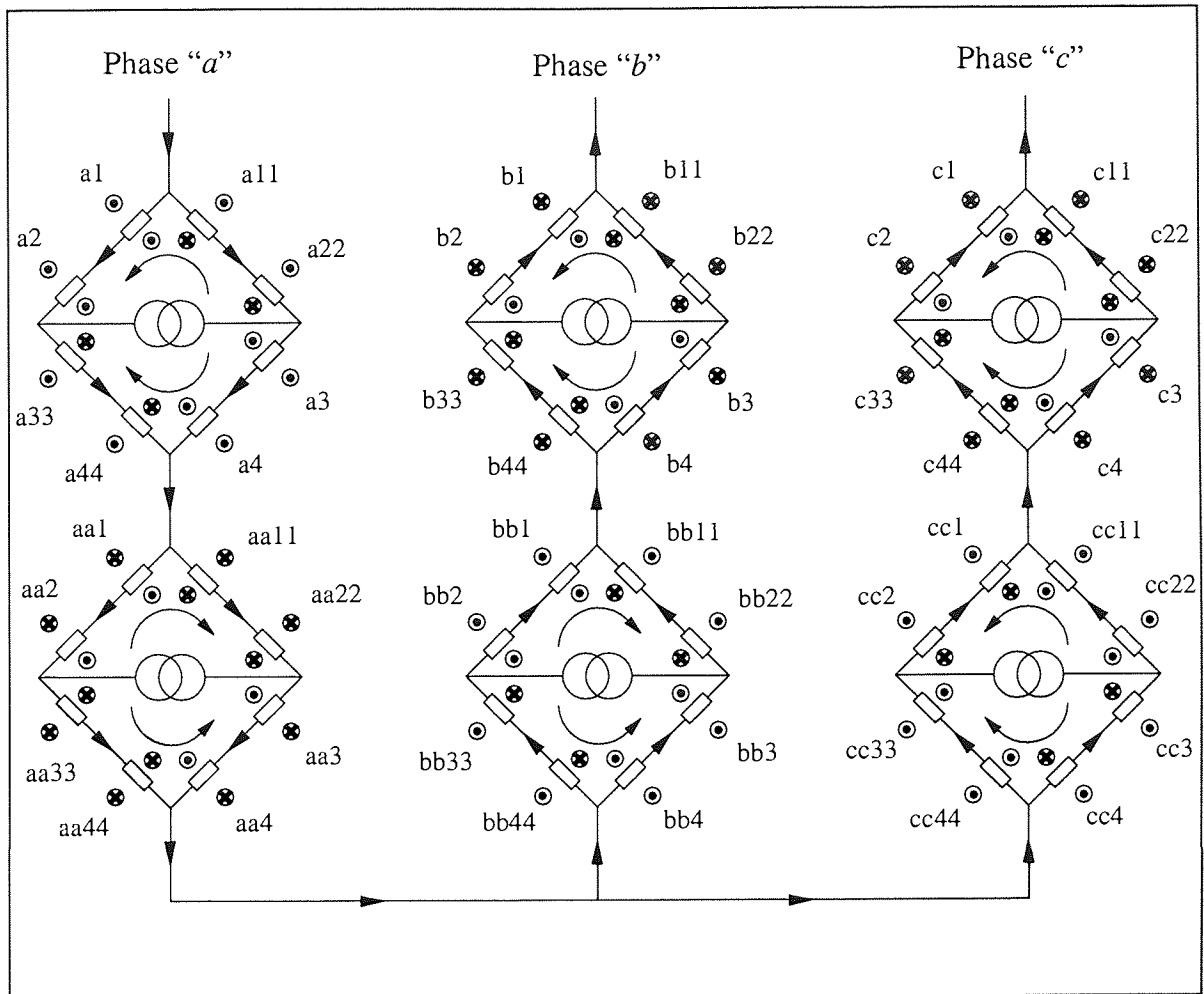 Phase “a” Phase “b” Phase “c”
a1 a11 b1 b11 c1 c11
a2 a22 b2 b22 c2 c22
a33 a3 b33 b3 c33 c3
a44 a4 b44 b4 c44 c4
aa1 aa11 bb1 bb11 cc1 cc11
aa2 aa22 bb2 bb22 cc2 cc22
aa33 aa3 bb33 bb3 cc33 cc3
aa44 aa4 bb44 bb4 cc44 cc4